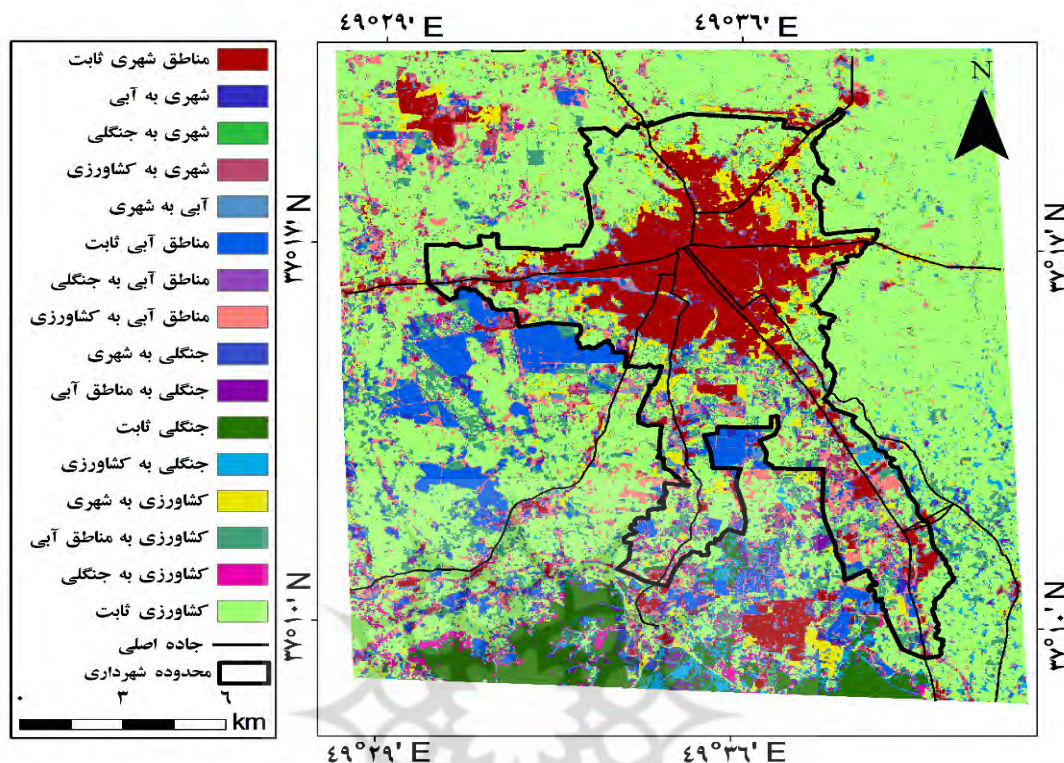 مناطق شهری ثابت
شهری به آبی
شهری به جنگلی
شهری به کشاورزی
آبی به شهری
مناطق آبی ثابت
مناطق آبی به جنگلی
مناطق آبی به کشاورزی
جنگلی به شهری
جنگلی به مناطق آبی
جنگلی ثابت
جنگلی به کشاورزی
کشاورزی به شهری
کشاورزی به مناطق آبی
کشاورزی به جنگلی
کشاورزی ثابت
جاده اصلی
محدوده شهرداری
۰ ۳ ۶
km
۴۹°۲۹' E
۴۹°۳۶' E
N
۳۷°۱۷' N
۳۷°۱۷' N
۳۷°۱۰' N
۳۷°۱۰' N
۴۹°۲۹' E
۴۹°۳۶' E